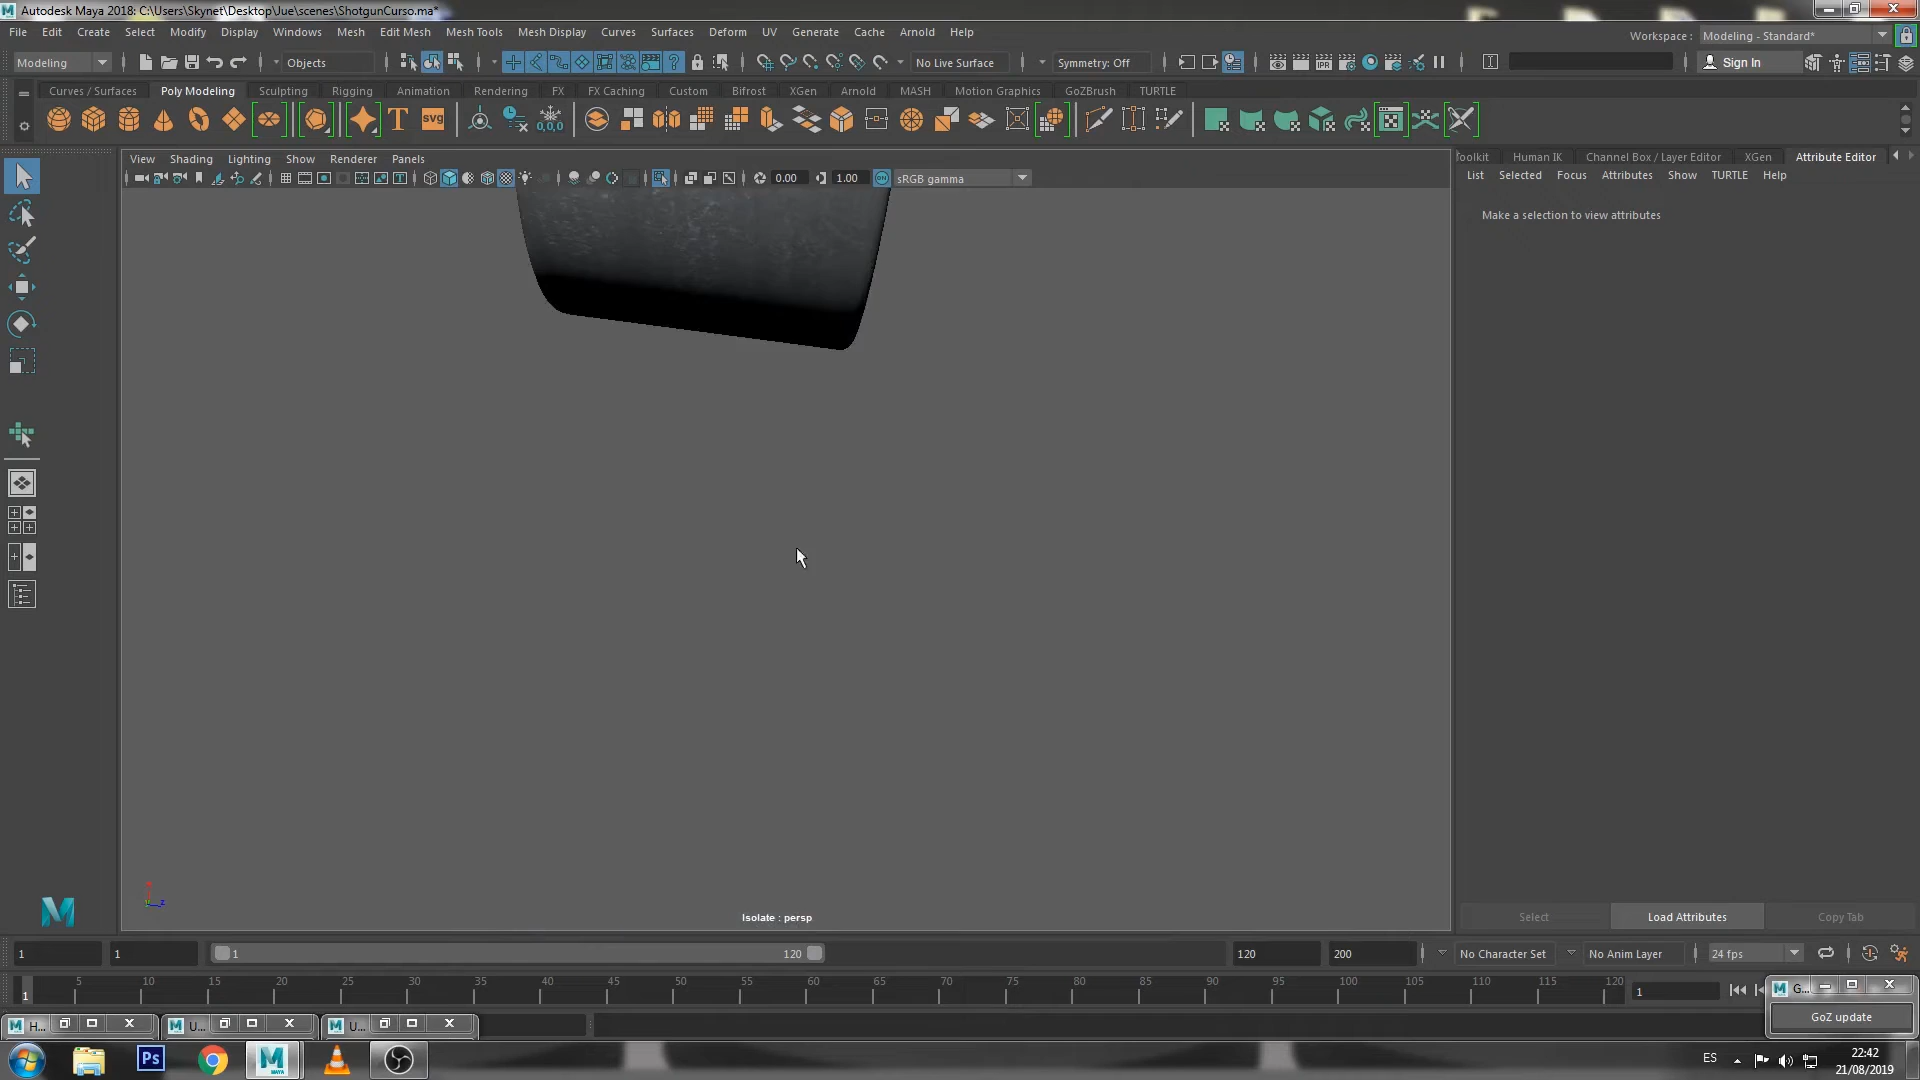 Autodesk Maya 2018: C:\Users\Skynet\Desktop\Jue\scenes\ShotgunCurso.ma*
File Edit Create Select Modify Display Windows Mesh Edit Mesh Mesh Tools Mesh Display Curves Surfaces Deform UV Generate Cache Arnold Help
Workspace : Modeling - Standard*
Modeling Objects No Live Surface Symmetry: Off Sign In
Curves / Surfaces Poly Modeling Sculpting Rigging Animation Rendering FX FX Caching Custom Bifrost XGen Arnold MASH Motion Graphics GoZBrush TURTLE
T svg 0,0,0
View Shading Lighting Show Renderer Panels
0.00 1.00 ON sRGB gamma
Toolkit Human IK Channel Box / Layer Editor XGen Attribute Editor
List Selected Focus Attributes Show TURTLE Help
Make a selection to view attributes
Isolate : persp
Select Load Attributes Copy Tab
1 1 1 120 120 200 No Character Set No Anim Layer 24 fps
5 10 15 20 25 30 35 40 45 50 55 60 65 70 75 80 85 90 95 100 105 110 115 120
1 1
G...
GoZ update
H... U... U...
Ps MAYA ES
22:42
21/08/2019